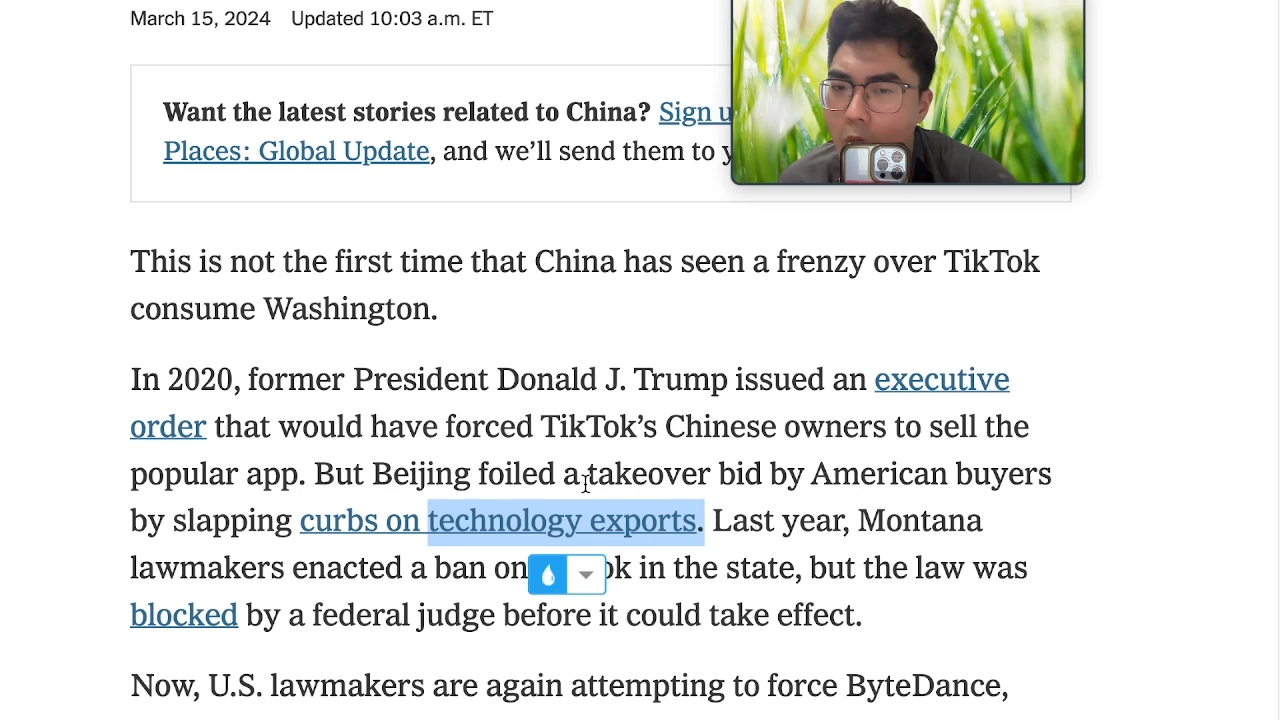 March 15, 2024 Updated 10:03 a.m. ET
Want the latest stories related to China? Sign u
Places: Global Update, and we’ll send them to y
This is not the first time that China has seen a frenzy over TikTok
consume Washington.
In 2020, former President Donald J. Trump issued an executive
order that would have forced TikTok’s Chinese owners to sell the
popular app. But Beijing foiled a takeover bid by American buyers
by slapping curbs on technology exports. Last year, Montana
lawmakers enacted a ban on ok in the state, but the law was
blocked by a federal judge before it could take effect.
Now, U.S. lawmakers are again attempting to force ByteDance,